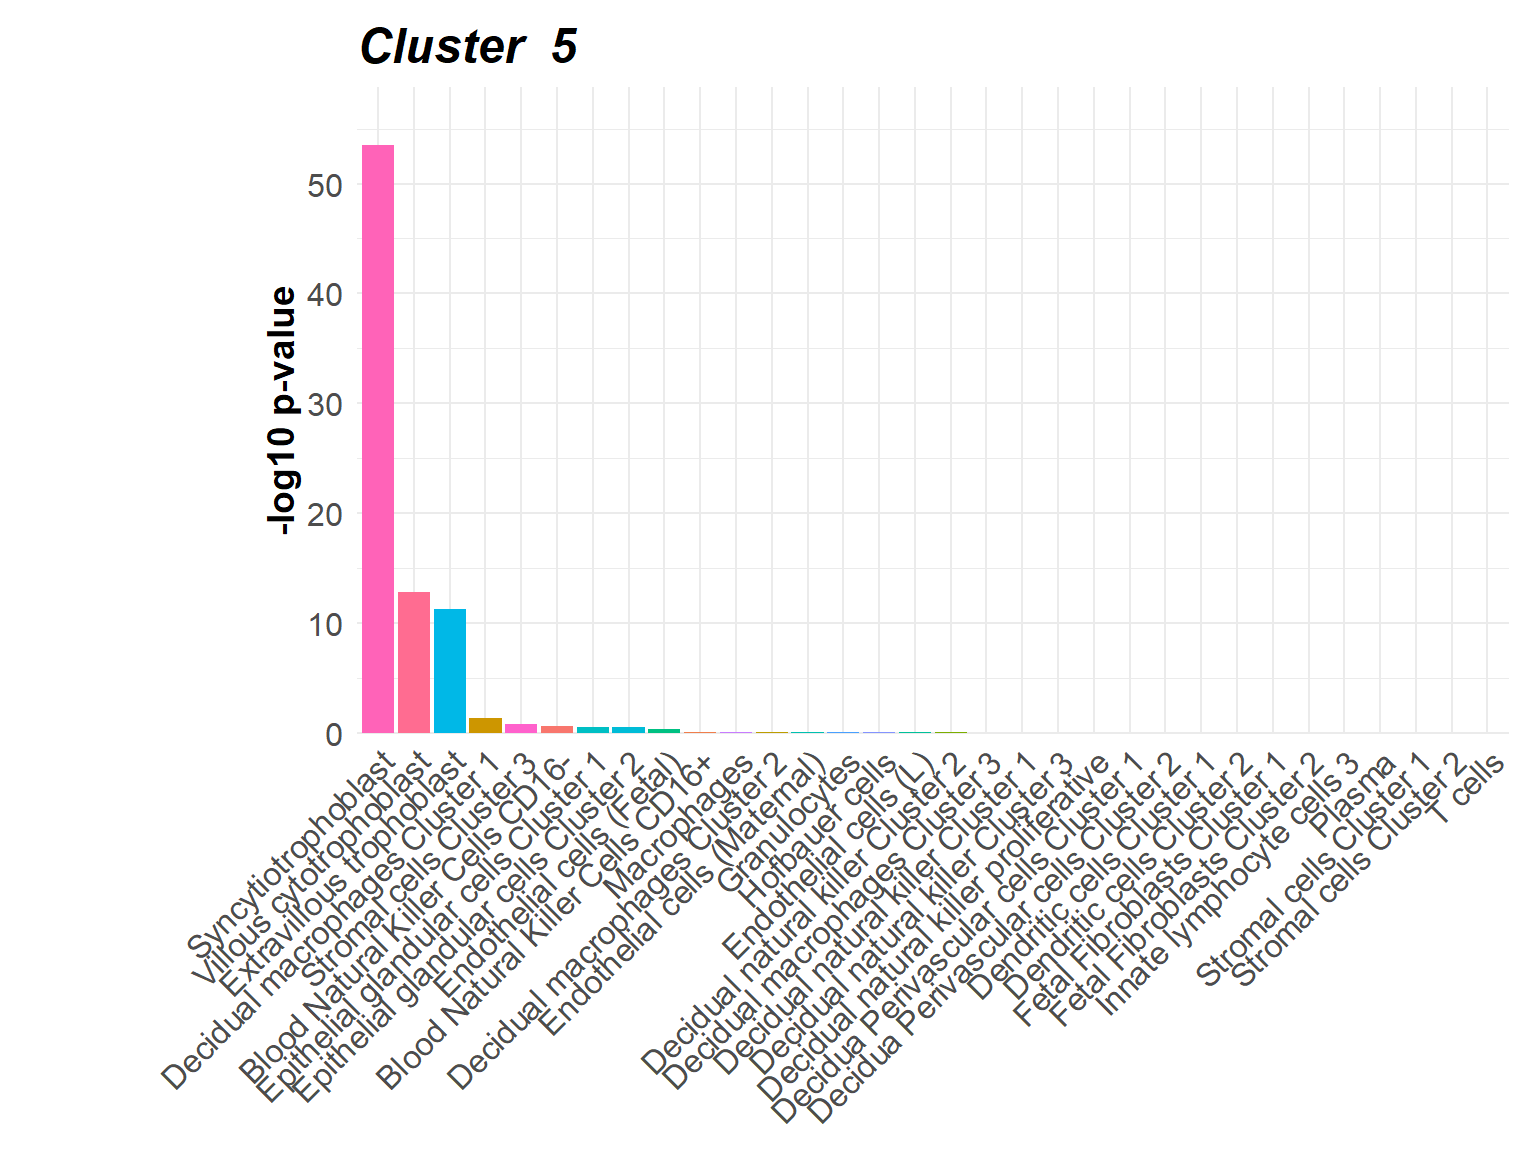 Cluster  5
-log10 p-value
50
40
30
20
10
0
Syncytiotrophoblast
Villous cytotrophoblast
Extravillous trophoblast
Decidual macrophages Cluster 1
Stromal cells Cluster 3
Blood Natural Killer Cells CD16-
Epithelial glandular cells Cluster 1
Epithelial glandular cells Cluster 2
Endothelial cells (Fetal)
Blood Natural Killer Cells CD16+
Macrophages
Decidual macrophages Cluster 2
Endothelial cells (Maternal)
Granulocytes
Hofbauer cells
Endothelial cells (L)
Decidual natural killer Cluster 2
Decidual macrophages Cluster 3
Decidual natural killer Cluster 1
Decidual natural killer Cluster 3
Decidual natural killer proliferative
Decidua Perivascular cells Cluster 1
Decidua Perivascular cells Cluster 2
Dendritic cells Cluster 1
Dendritic cells Cluster 2
Fetal Fibroblasts Cluster 1
Fetal Fibroblasts Cluster 2
Innate lymphocyte cells 3
Plasma
Stromal cells Cluster 1
Stromal cells Cluster 2
T cells